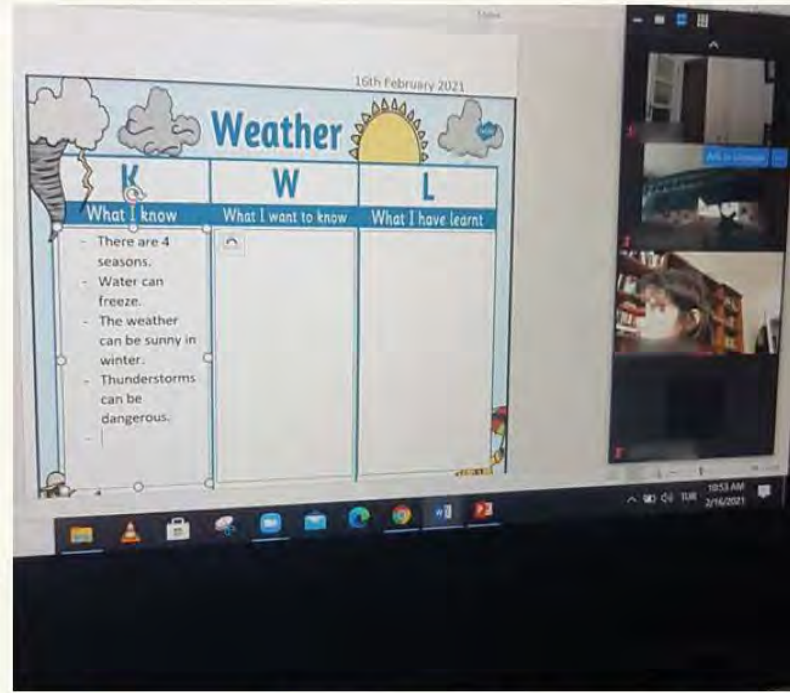 16th February 2021
Weather
K W L
What I know What I want to know What I have learnt
- There are 4
seasons.
- Water can
freeze.
- The weather
can be sunny in
winter.
- Thunderstorms
can be
dangerous.
-
10:53 AM
TUE
2/16/2021